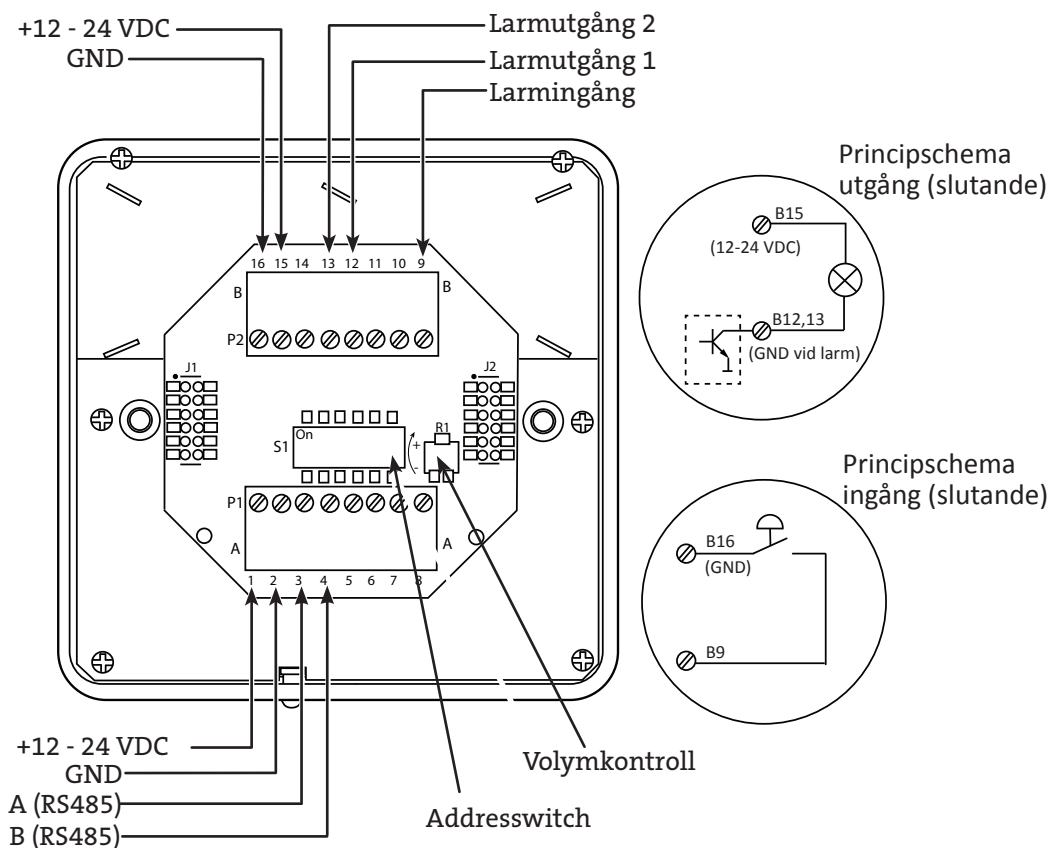 +12 - 24 VDC
GND
Larmutgång 2
Larmutgång 1
Larmingång
16 15 14 13 12 11 10 9
B B
P2
J1 J2
S1
On
+
-
R1
P1
A A
1 2 3 4 5 6 7 8
+12 - 24 VDC
GND
A (RS485)
B (RS485)
Volymkontroll
Addresswitch
Principschema
utgång (slutande)
B15
(12-24 VDC)
B12,13
(GND vid larm)
Principschema
ingång (slutande)
B16
(GND)
B9